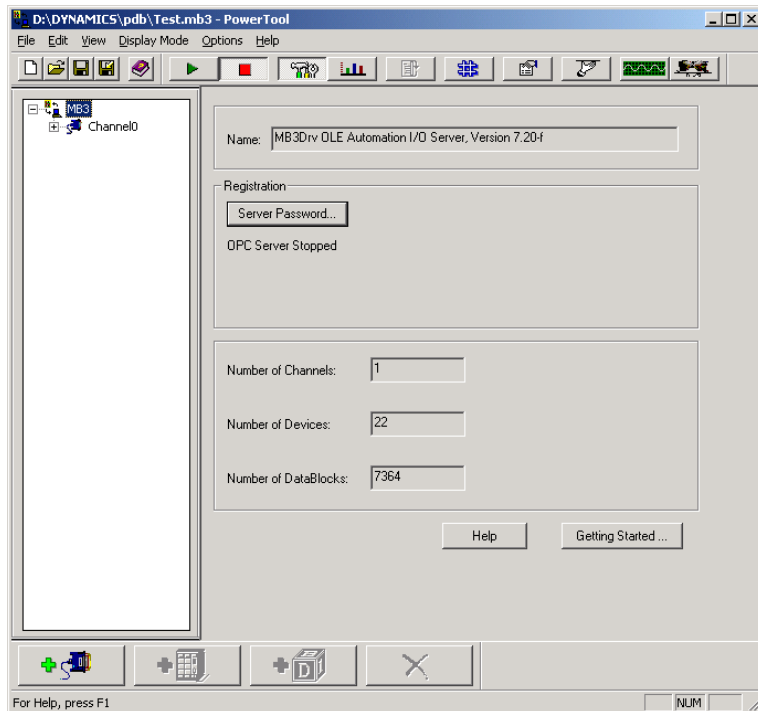 D:\DYNAMICS\pdb\Test.mb3 - PowerTool
File Edit View Display Mode Options Help
MB3
Channel0
Name: MB3Drv OLE Automation I/O Server, Version 7.20-f
Registration
Server Password...
OPC Server Stopped
Number of Channels: 1
Number of Devices: 22
Number of DataBlocks: 7364
Help Getting Started ...
D
For Help, press F1 NUM